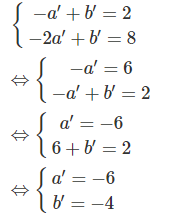 { -a' + b' = 2
-2a' + b' = 8
⇔ { -a' = 6
-a' + b' = 2
⇔ { a' = -6
6 + b' = 2
⇔ { a' = -6
b' = -4